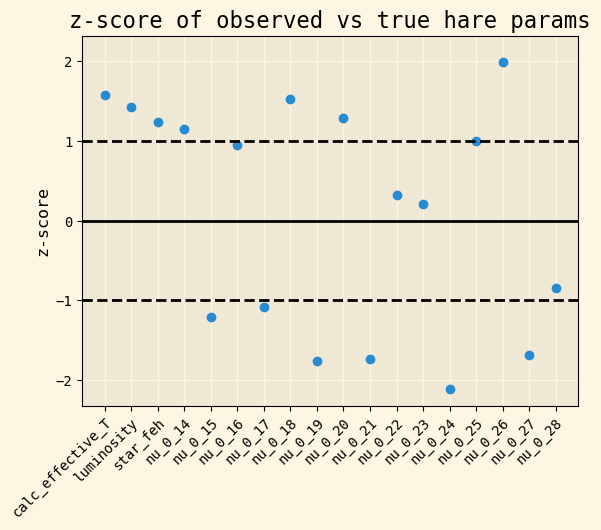 z-score of observed vs true hare params
z-score
2
1
0
−1
−2
calc_effective_T
luminosity
star_feh
nu_0_14
nu_0_15
nu_0_16
nu_0_17
nu_0_18
nu_0_19
nu_0_20
nu_0_21
nu_0_22
nu_0_23
nu_0_24
nu_0_25
nu_0_26
nu_0_27
nu_0_28